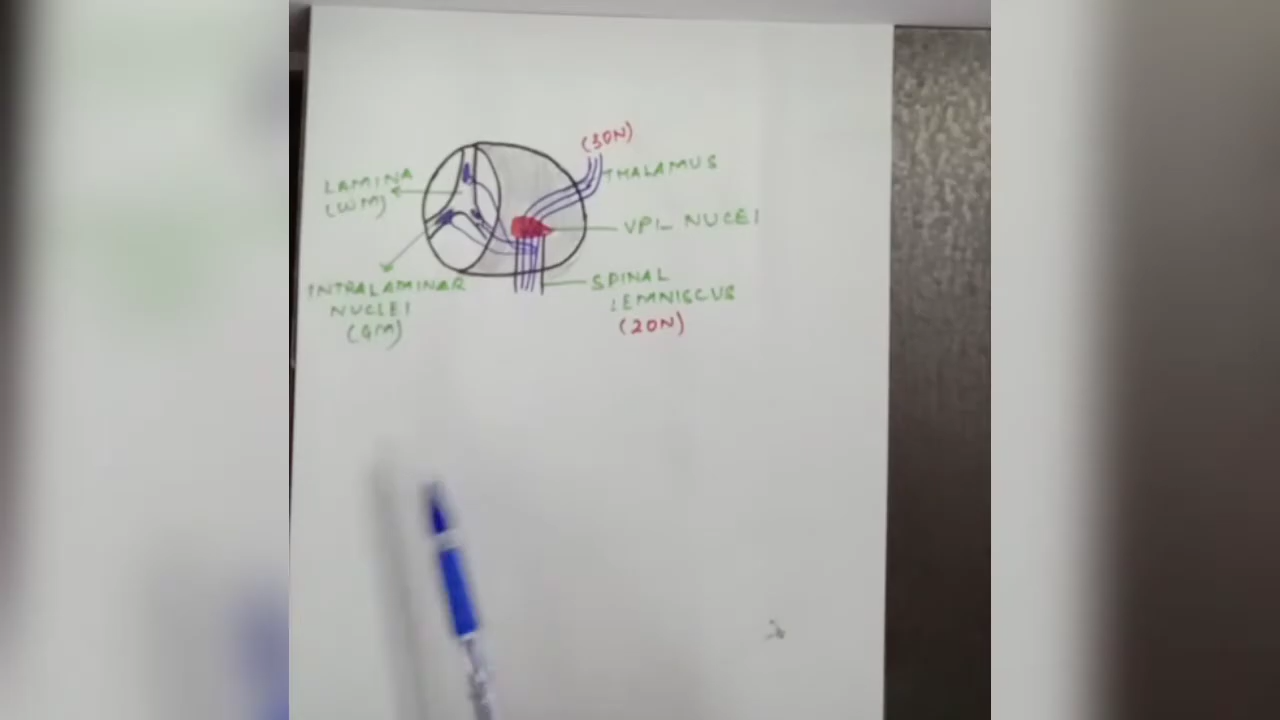 (3ON)
THALAMUS
LAMINA
(WM)
VPL NUCEI
SPINAL
LEMNISCUS
(2ON)
INTRALAMINAR
NUCLEI
(GM)